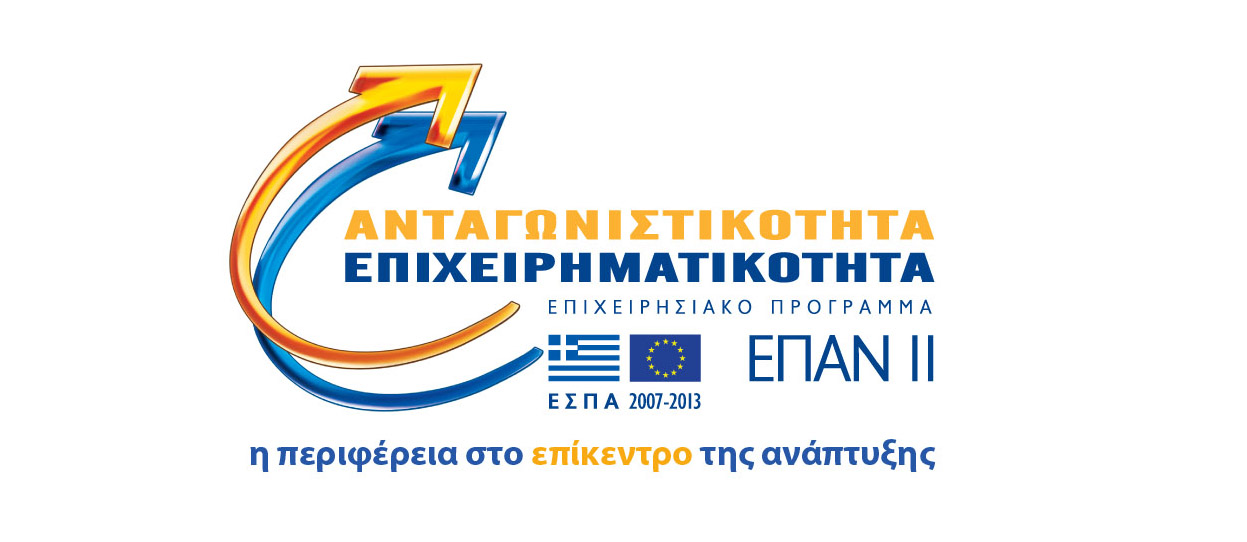 ΑΝΤΑΓΩΝΙΣΤΙΚΟΤΗΤΑ
ΕΠΙΧΕΙΡΗΜΑΤΙΚΟΤΗΤΑ
ΕΠΙΧΕΙΡΗΣΙΑΚΟ ΠΡΟΓΡΑΜΜΑ
ΕΠΑΝ ΙΙ
ΕΣΠΑ 2007-2013
η περιφέρεια στο επίκεντρο της ανάπτυξης